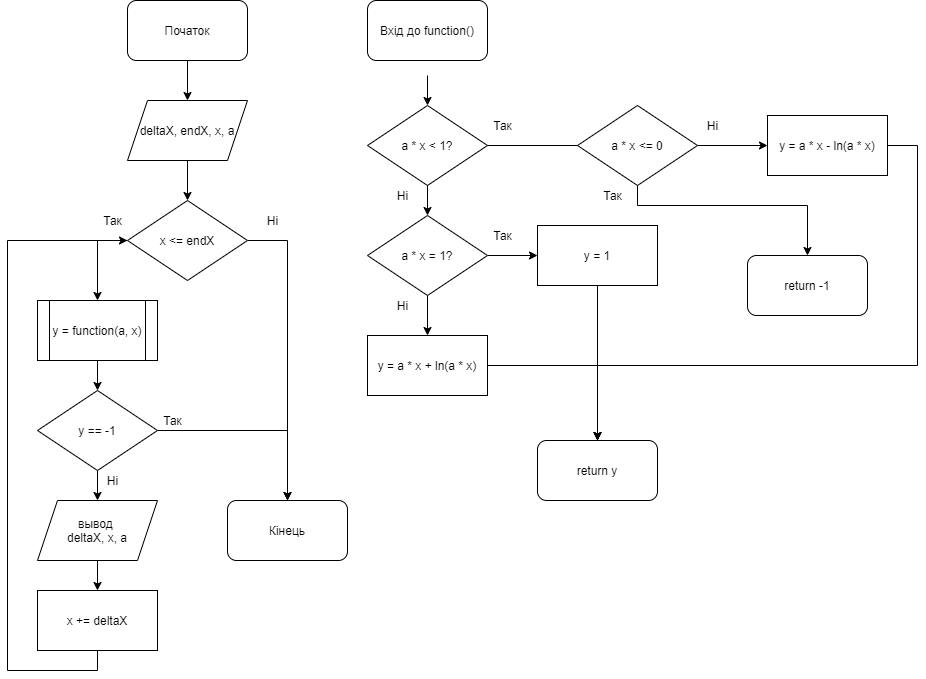 Початок
deltaX, endX, x, a
Так
Ні
x <= endX
y = function(a, x)
y == -1
Так
Ні
вывод
deltaX, x, a
Кінець
x += deltaX
Вхід до function()
a * x < 1?
Так
a * x <= 0
Ні
y = a * x - ln(a * x)
Ні
Так
a * x = 1?
Так
y = 1
return -1
Ні
y = a * x + ln(a * x)
return y